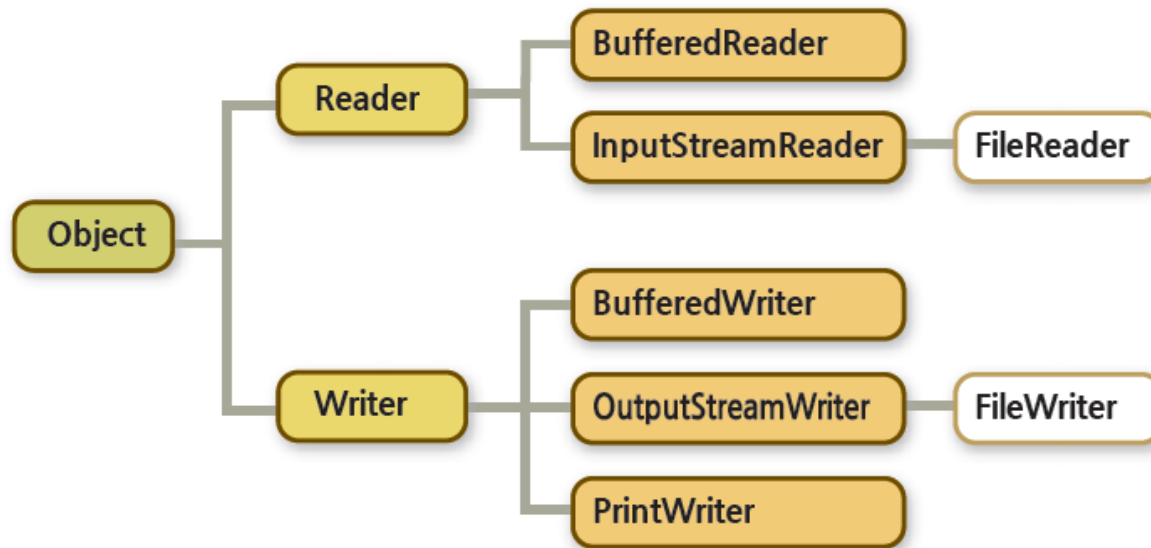 Object
Reader
BufferedReader
InputStreamReader
FileReader
Writer
BufferedWriter
OutputStreamWriter
FileWriter
PrintWriter